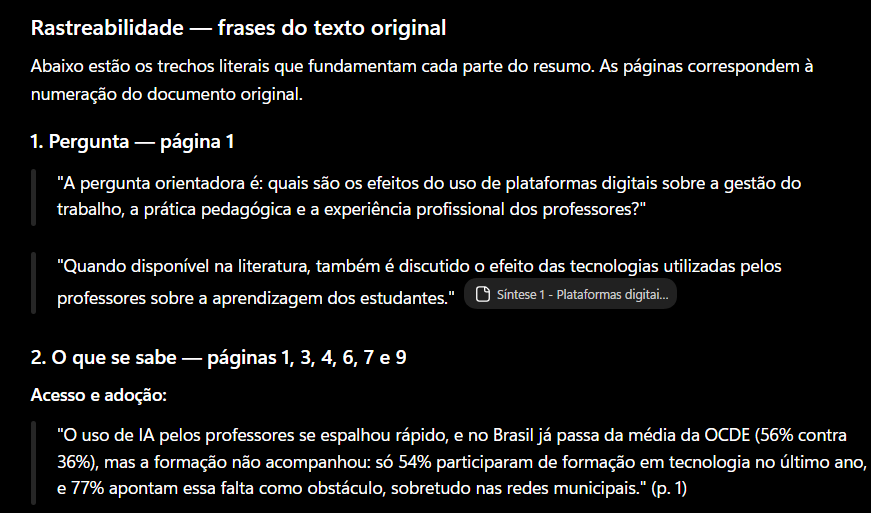 Rastreabilidade — frases do texto original
Abaixo estão os trechos literais que fundamentam cada parte do resumo. As páginas correspondem à
numeração do documento original.
1. Pergunta — página 1
"A pergunta orientadora é: quais são os efeitos do uso de plataformas digitais sobre a gestão do
trabalho, a prática pedagógica e a experiência profissional dos professores?"
"Quando disponível na literatura, também é discutido o efeito das tecnologias utilizadas pelos
professores sobre a aprendizagem dos estudantes." Síntese 1 - Plataformas digitai...
2. O que se sabe — páginas 1, 3, 4, 6, 7 e 9
Acesso e adoção:
"O uso de IA pelos professores se espalhou rápido, e no Brasil já passa da média da OCDE (56% contra
36%), mas a formação não acompanhou: só 54% participaram de formação em tecnologia no último ano,
e 77% apontam essa falta como obstáculo, sobretudo nas redes municipais." (p. 1)